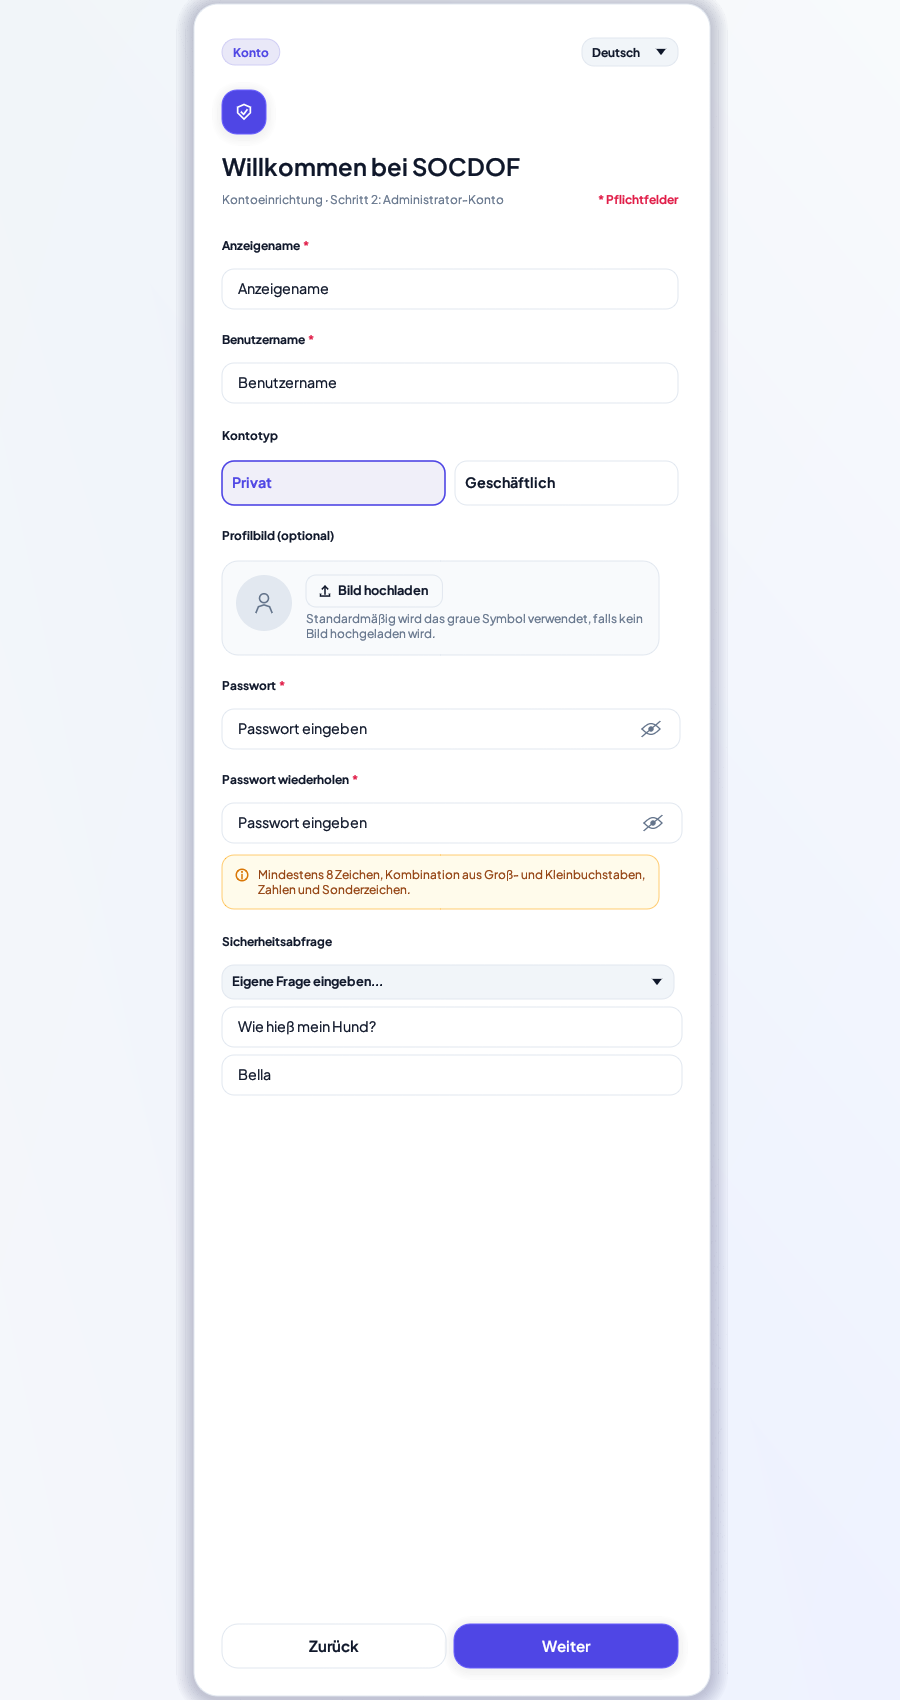 Konto
Deutsch
Willkommen bei SOCDOF
Kontoeinrichtung · Schritt 2: Administrator-Konto
* Pflichtfelder
Anzeigename *
Anzeigename
Benutzername *
Benutzername
Kontotyp
Privat
Geschäftlich
Profilbild (optional)
Bild hochladen
Standardmäßig wird das graue Symbol verwendet, falls kein
Bild hochgeladen wird.
Passwort *
Passwort eingeben
Passwort wiederholen *
Passwort eingeben
Mindestens 8 Zeichen, Kombination aus Groß- und Kleinbuchstaben,
Zahlen und Sonderzeichen.
Sicherheitsabfrage
Eigene Frage eingeben...
Wie hieß mein Hund?
Bella
Zurück
Weiter